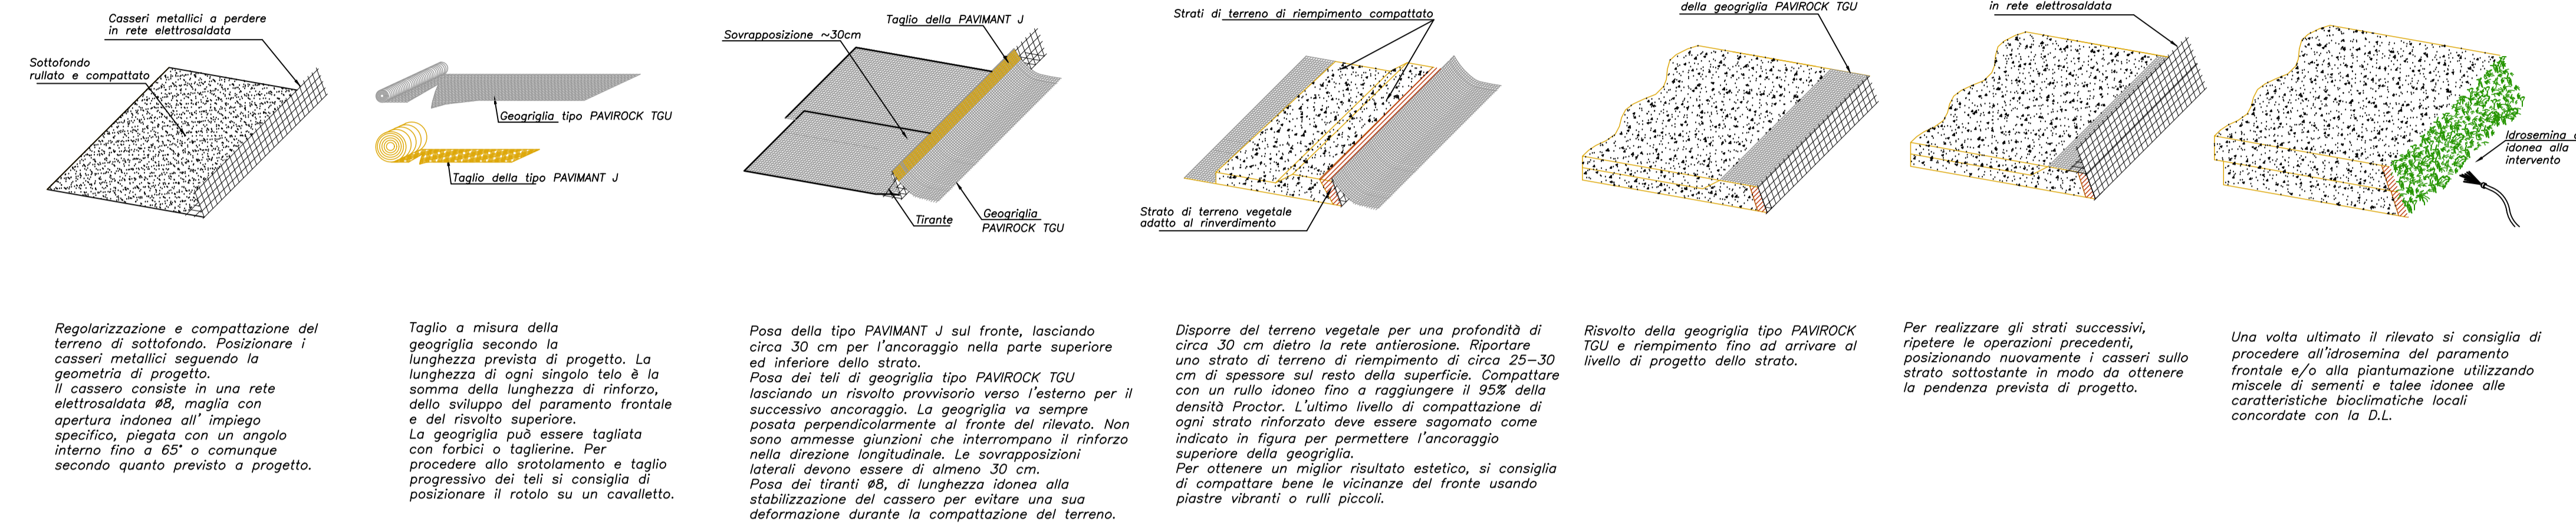 Casseri metallici a perdere
in rete elettrosaldata
Sottofondo
rullato e compattato
Regolarizzazione e compattazione del
terreno di sottofondo. Posizionare i
casseri metallici seguendo la
geometria di progetto.
Il cassero consiste in una rete
elettrosaldata ø8, maglia con
apertura indonea all' impiego
specifico, piegata con un angolo
interno fino a 65° o comunque
secondo quanto previsto a progetto.
Geogriglia tipo PAVIROCK TGU
Taglio della tipo PAVIMANT J
Taglio a misura della
geogriglia secondo la
lunghezza prevista di progetto. La
lunghezza di ogni singolo telo è la
somma della lunghezza di rinforzo,
dello sviluppo del paramento frontale
e del risvolto superiore.
La geogriglia può essere tagliata
con forbici o taglierine. Per
procedere allo srotolamento e taglio
progressivo dei teli si consiglia di
posizionare il rotolo su un cavalletto.
Taglio della PAVIMANT J
Sovrapposizione ~30cm
Tirante
Geogriglia
PAVIROCK TGU
Posa della tipo PAVIMANT J sul fronte, lasciando
circa 30 cm per l'ancoraggio nella parte superiore
ed inferiore dello strato.
Posa dei teli di geogriglia tipo PAVIROCK TGU
lasciando un risvolto provvisorio verso l'esterno per il
successivo ancoraggio. La geogriglia va sempre
posata perpendicolarmente al fronte del rilevato. Non
sono ammesse giunzioni che interrompano il rinforzo
nella direzione longitudinale. Le sovrapposizioni
laterali devono essere di almeno 30 cm.
Posa dei tiranti ø8, di lunghezza idonea alla
stabilizzazione del cassero per evitare una sua
deformazione durante la compattazione del terreno.
Strati di terreno di riempimento compattato
Strato di terreno vegetale
adatto al rinverdimento
Disporre del terreno vegetale per una profondità di
circa 30 cm dietro la rete antierosione. Riportare
uno strato di terreno di riempimento di circa 25-30
cm di spessore sul resto della superficie. Compattare
con un rullo idoneo fino a raggiungere il 95% della
densità Proctor. L'ultimo livello di compattazione di
ogni strato rinforzato deve essere sagomato come
indicato in figura per permettere l'ancoraggio
superiore della geogriglia.
Per ottenere un miglior risultato estetico, si consiglia
di compattare bene le vicinanze del fronte usando
piastre vibranti o rulli piccoli.
della geogriglia PAVIROCK TGU
Risvolto della geogriglia tipo PAVIROCK
TGU e riempimento fino ad arrivare al
livello di progetto dello strato.
in rete elettrosaldata
Per realizzare gli strati successivi,
ripetere le operazioni precedenti,
posizionando nuovamente i casseri sullo
strato sottostante in modo da ottenere
la pendenza prevista di progetto.
Idrosemina
idonea alla
intervento
Una volta ultimato il rilevato si consiglia di
procedere all'idrosemina del paramento
frontale e/o alla piantumazione utilizzando
miscele di sementi e talee idonee alle
caratteristiche bioclimatiche locali
concordate con la D.L.